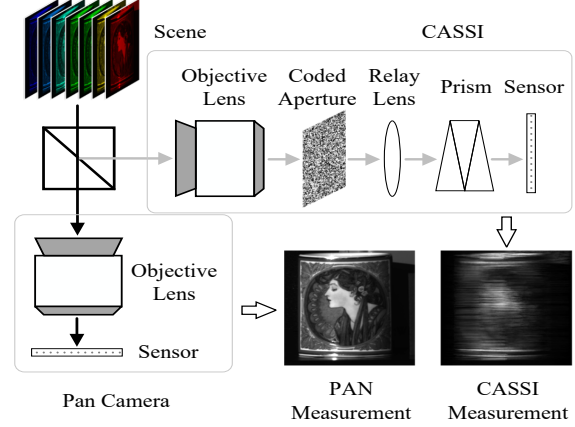 Scene
CASSI
Objective
Lens
Coded
Aperture
Relay
Lens
Prism
Sensor
Objective
Lens
Sensor
Pan Camera
PAN
Measurement
CASSI
Measurement